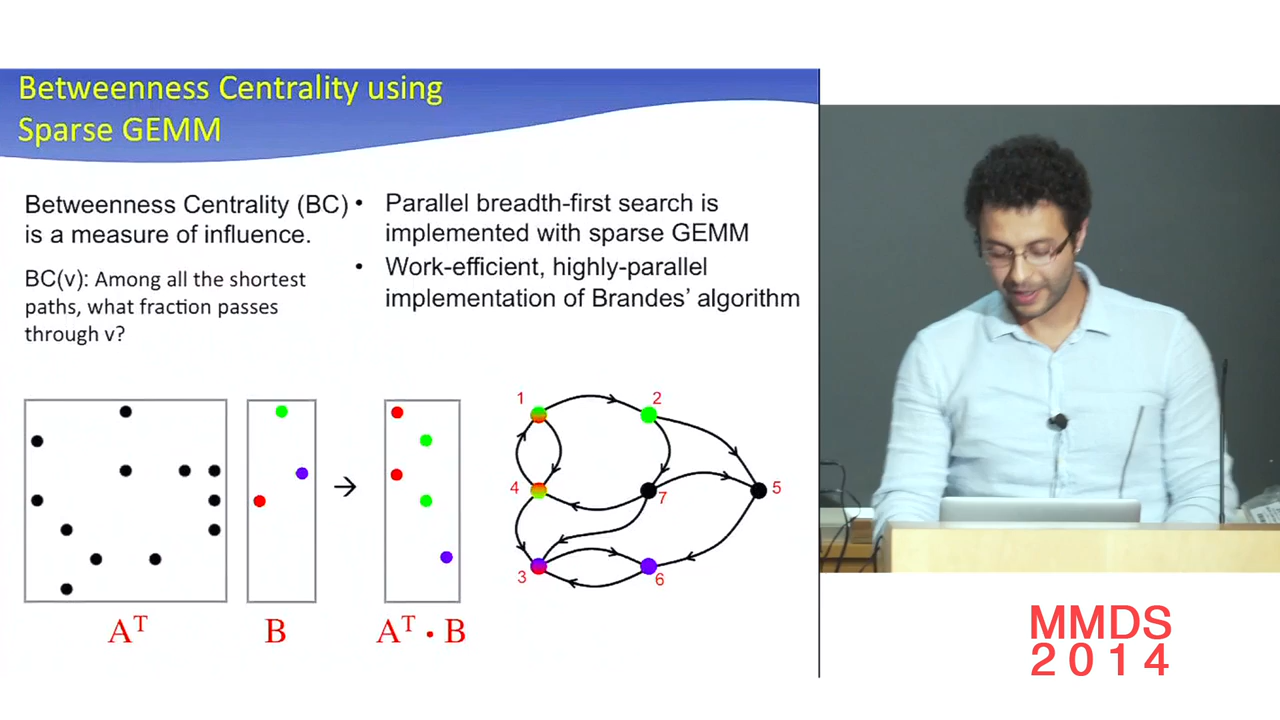 Betweenness Centrality using
Sparse GEMM
Betweenness Centrality (BC)
is a measure of influence.
BC(v): Among all the shortest
paths, what fraction passes
through v?
• Parallel breadth-first search is
implemented with sparse GEMM
• Work-efficient, highly-parallel
implementation of Brandes’ algorithm
1
2
4
7
5
3
6
Aᵀ
B
Aᵀ · B
MMDS
2014